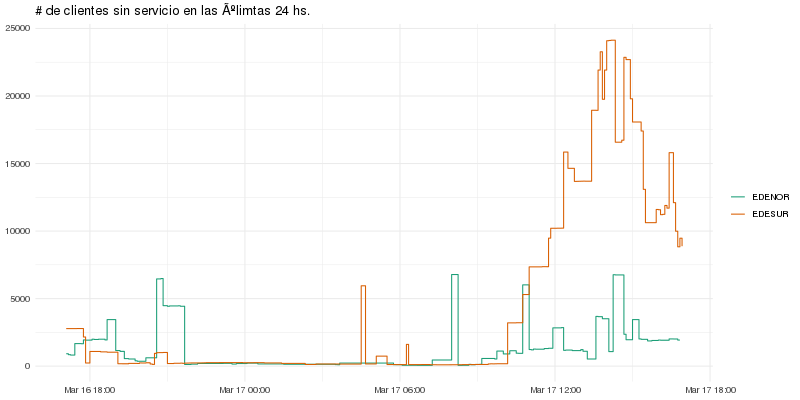 # de clientes sin servicio en las Ãºlimtas 24 hs.
25000
20000
15000
10000
5000
0
Mar 16 18:00 Mar 17 00:00 Mar 17 06:00 Mar 17 12:00 Mar 17 18:00
EDENOR
EDESUR